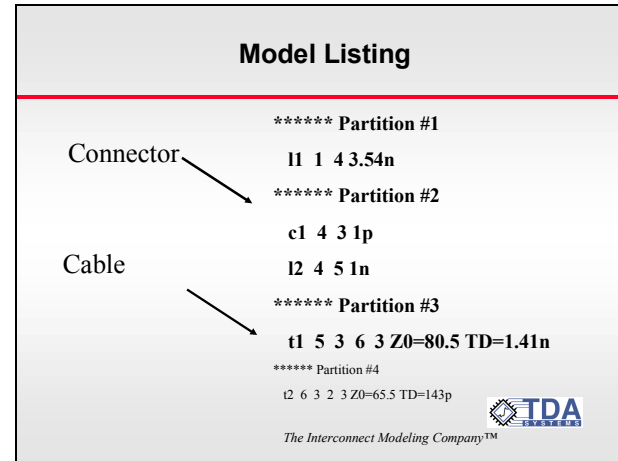 Model Listing
****** Partition #1
Connector
l1 1 4 3.54n
****** Partition #2
c1 4 3 1p
Cable
l2 4 5 1n
****** Partition #3
t1 5 3 6 3 Z0=80.5 TD=1.41n
****** Partition #4
t2 6 3 2 3 Z0=65.5 TD=143p
TDA
SYSTEMS
The Interconnect Modeling Company™